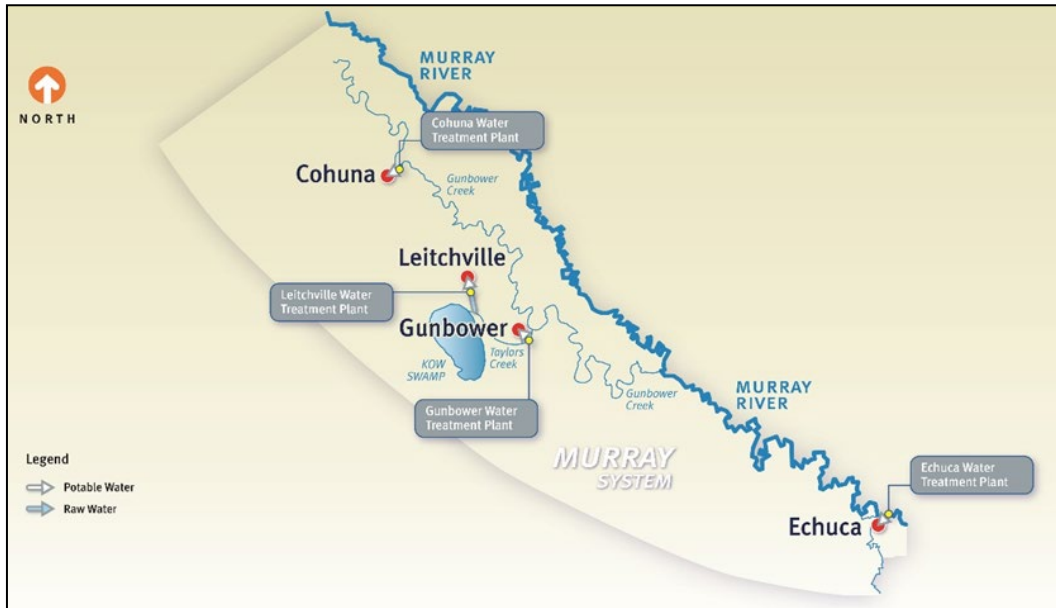 MURRAY
RIVER
NORTH
Cohuna Water
Treatment Plant
Cohuna
Gunbower
Creek
Leitchville
Leitchville Water
Treatment Plant
Gunbower
Taylors
Creek
KOW
SWAMP
Gunbower
Creek
MURRAY
RIVER
Gunbower Water
Treatment Plant
MURRAY
SYSTEM
Legend
Potable Water
Raw Water
Echuca Water
Treatment Plant
Echuca